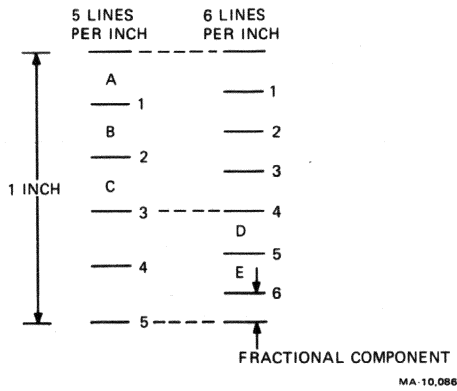 5 LINES
PER INCH
6 LINES
PER INCH
A
1
1
B
2
2
C
3
1 INCH
3
4
D
4
5
E
6
5
FRACTIONAL COMPONENT
MA-10,086